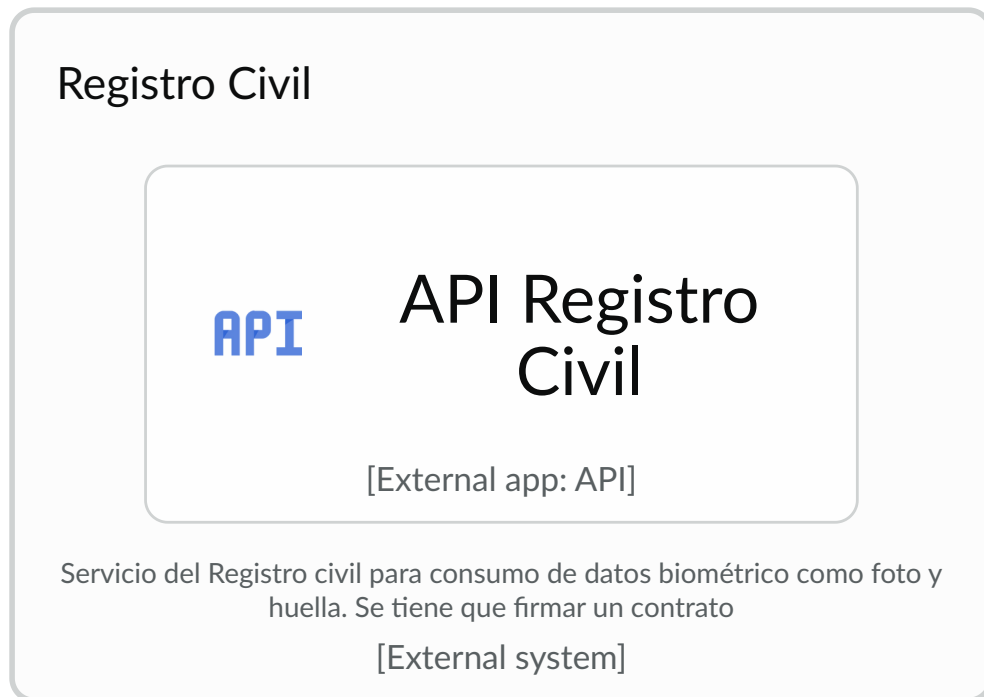 Registro Civil
API
API Registro
Civil
[External app: API]
Servicio del Registro civil para consumo de datos biométrico como foto y
huella. Se tiene que firmar un contrato
[External system]